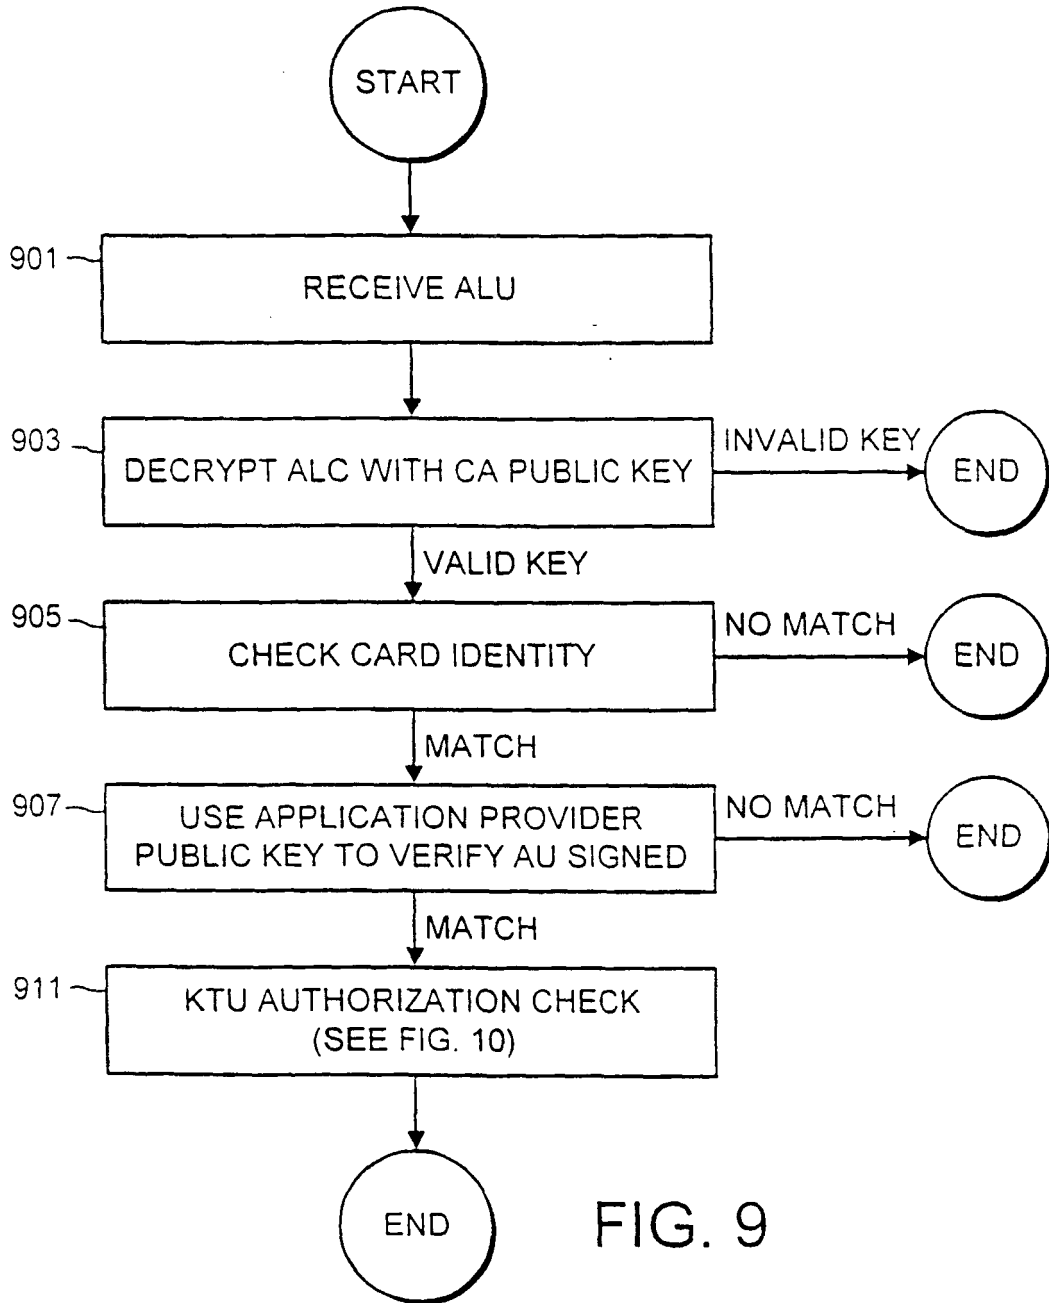 START
901
RECEIVE ALU
903
DECRYPT ALC WITH CA PUBLIC KEY
INVALID KEY
END
VALID KEY
905
CHECK CARD IDENTITY
NO MATCH
END
MATCH
907
USE APPLICATION PROVIDER
PUBLIC KEY TO VERIFY AU SIGNED
NO MATCH
END
MATCH
911
KTU AUTHORIZATION CHECK
(SEE FIG. 10)
END
FIG. 9